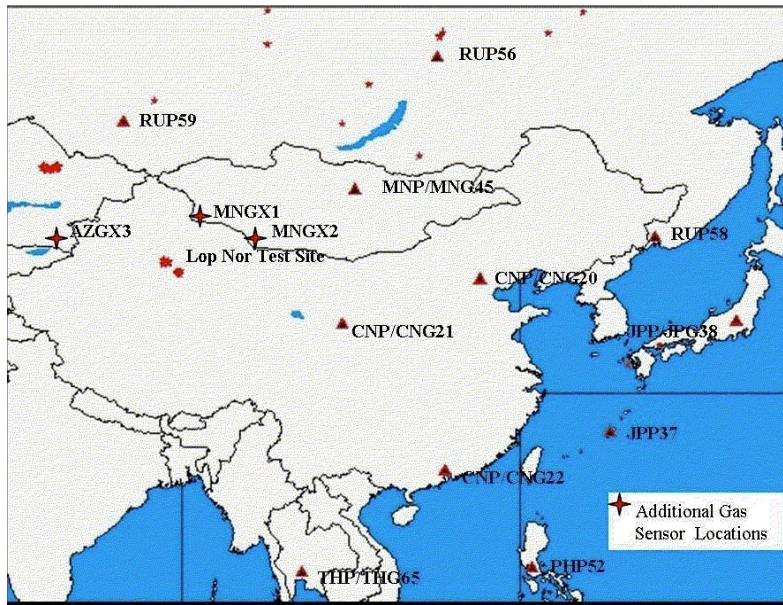 RUP56
RUP59
MNP/MNG45
MNGX1
AZGX3
MNGX2
RUP58
Lop Nor Test Site
CNP/CNG20
CNP/CNG21
JPP/JPG38
JPP37
CNP/CNG22
Additional Gas
Sensor Locations
PHP52
THP/THG65